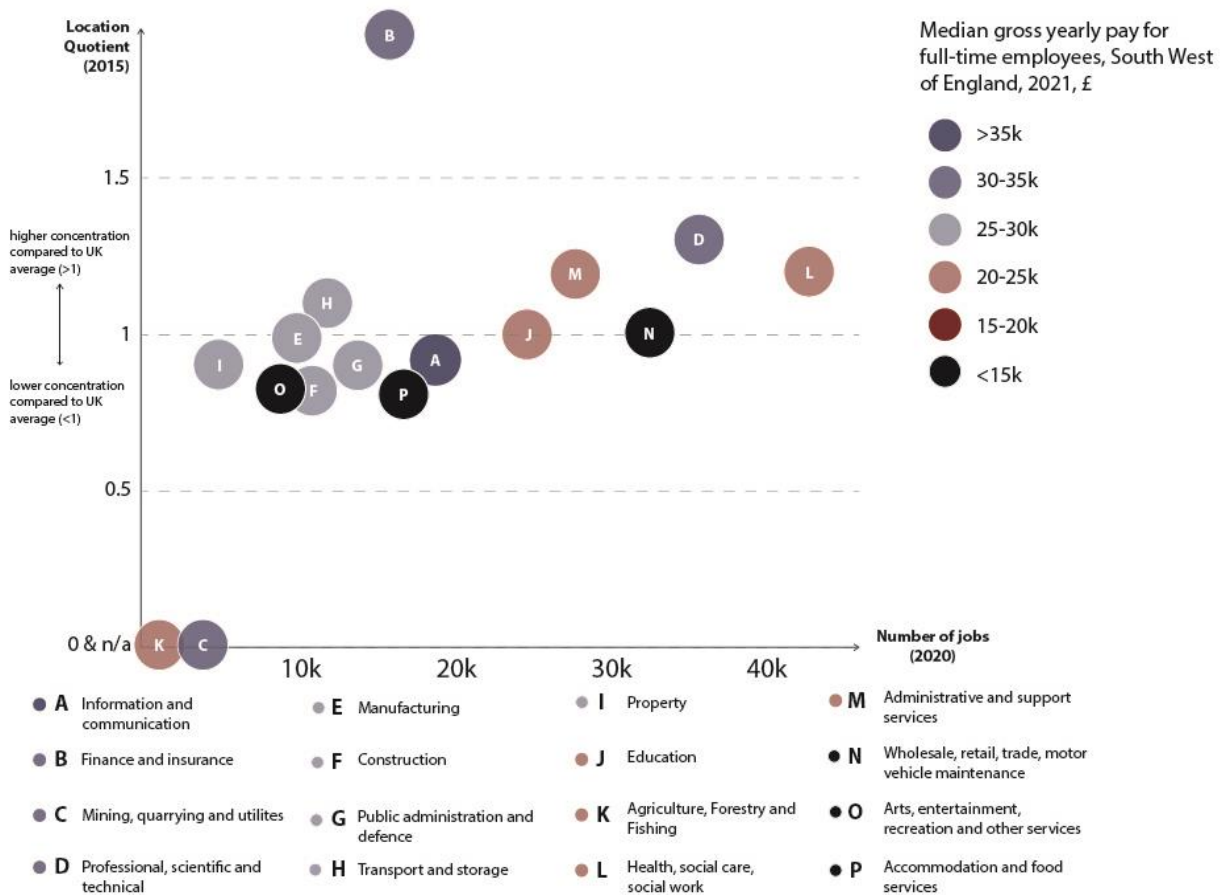 Location
Quotient
(2015)
B
Median gross yearly pay for
full-time employees, South West
of England, 2021, £
>35k
30-35k
25-30k
20-25k
15-20k
<15k
1.5
higher concentration
compared to UK
average (>1)
D
M
L
H
1
E
J
N
I
G
A
O
F
P
lower concentration
compared to UK
average (<1)
0.5
0 & n/a
K
C
Number of jobs
(2020)
10k
20k
30k
40k
A Information and
communication
B Finance and insurance
C Mining, quarrying and utilites
D Professional, scientific and
technical
E Manufacturing
F Construction
G Public administration and
defence
H Transport and storage
I Property
J Education
K Agriculture, Forestry and
Fishing
L Health, social care,
social work
M Administrative and support
services
N Wholesale, retail, trade, motor
vehicle maintenance
O Arts, entertainment,
recreation and other services
P Accommodation and food
services